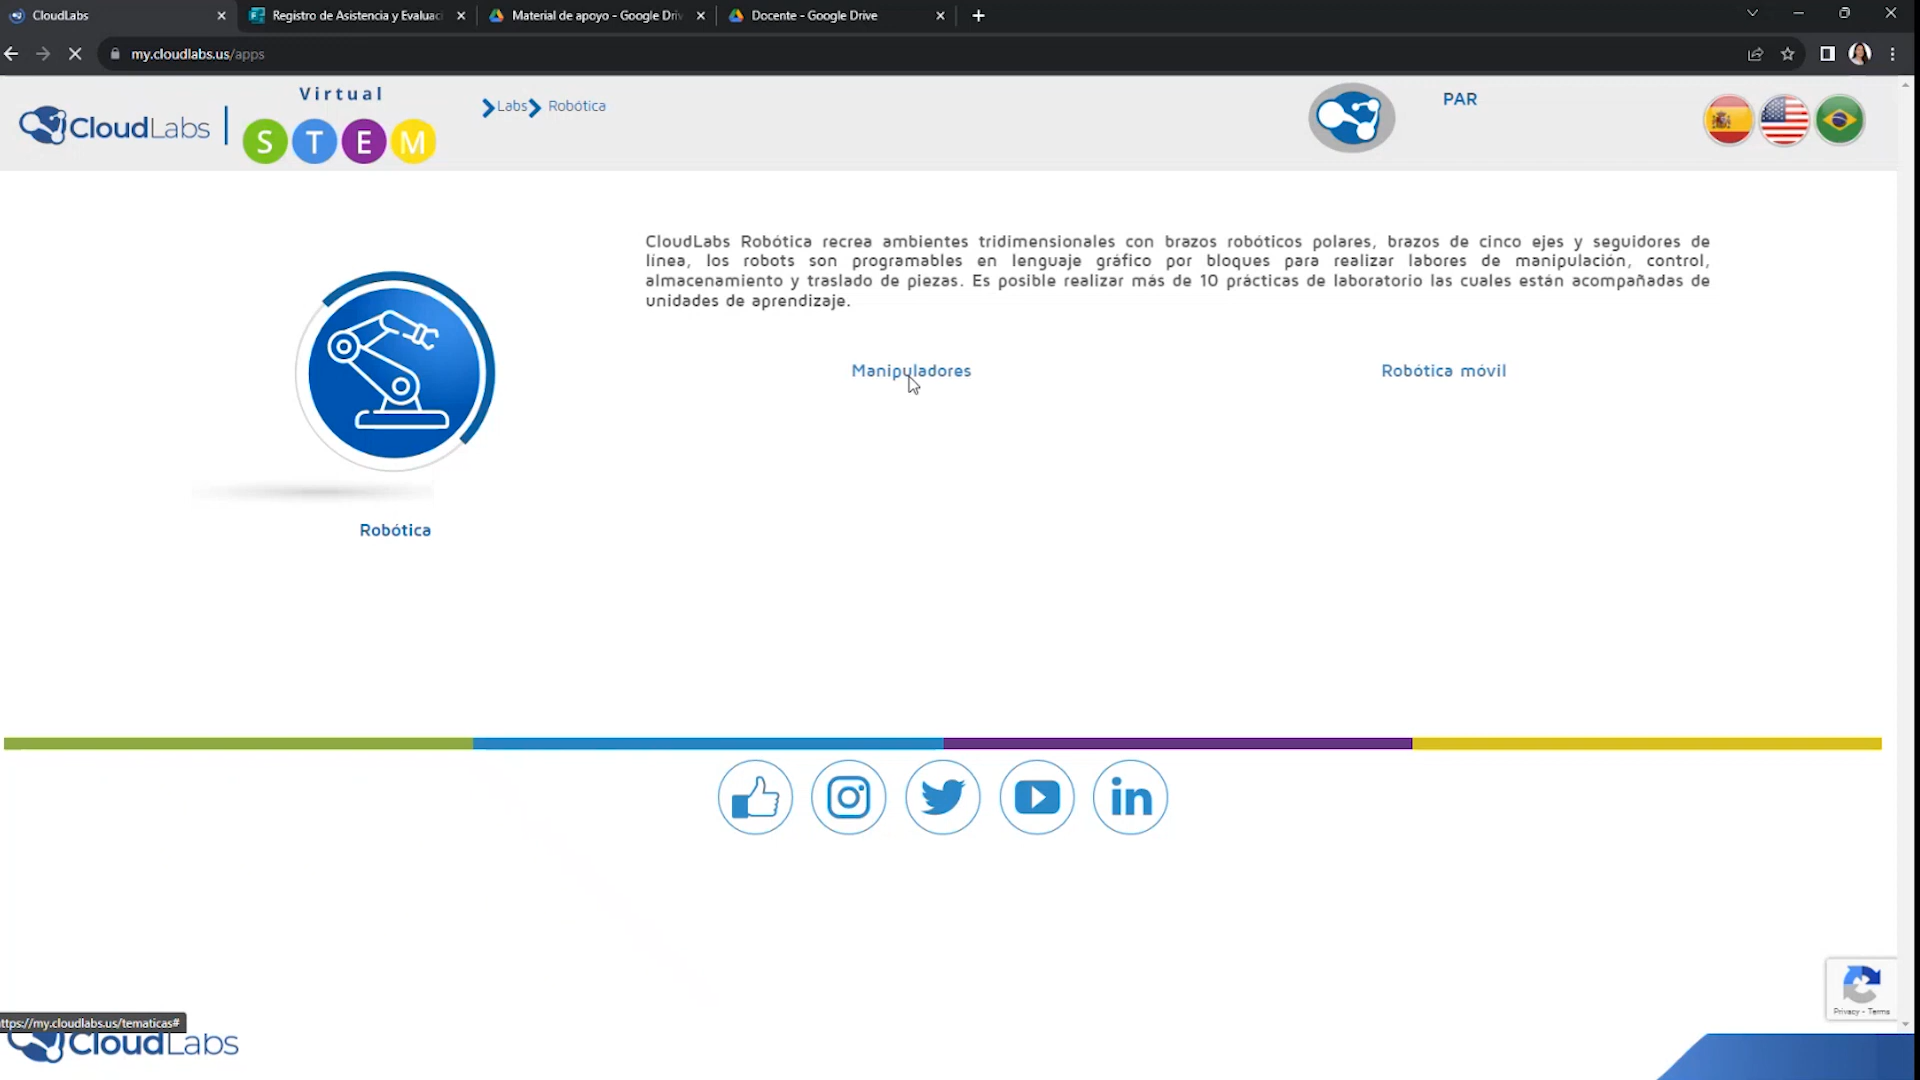 CloudLabs
Registro de Asistencia y Evaluac
Material de apoyo - Google Driv
Docente - Google Drive
my.cloudlabs.us/apps
CloudLabs
Virtual
S T E M
Labs Robótica
PAR
CloudLabs Robótica recrea ambientes tridimensionales con brazos robóticos polares, brazos de cinco ejes y seguidores de
línea, los robots son programables en lenguaje gráfico por bloques para realizar labores de manipulación, control,
almacenamiento y traslado de piezas. Es posible realizar más de 10 prácticas de laboratorio las cuales están acompañadas de
unidades de aprendizaje.
Manipuladores
Robótica móvil
Robótica
in
Privacy - Terms
ttps://my.cloudlabs.us/tematicas#
CloudLabs